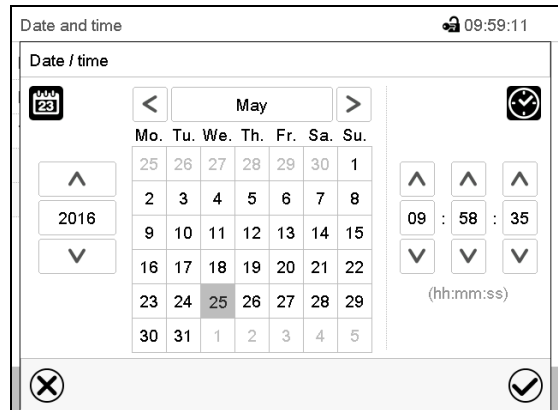 Date and time 09:59:11
Date / time
23
< May >
Mo. Tu. We. Th. Fr. Sa. Su.
25 26 27 28 29 30 1
2 3 4 5 6 7 8
9 10 11 12 13 14 15
16 17 18 19 20 21 22
23 24 25 26 27 28 29
30 31 1 2 3 4 5
2016
09 : 58 : 35
(hh:mm:ss)